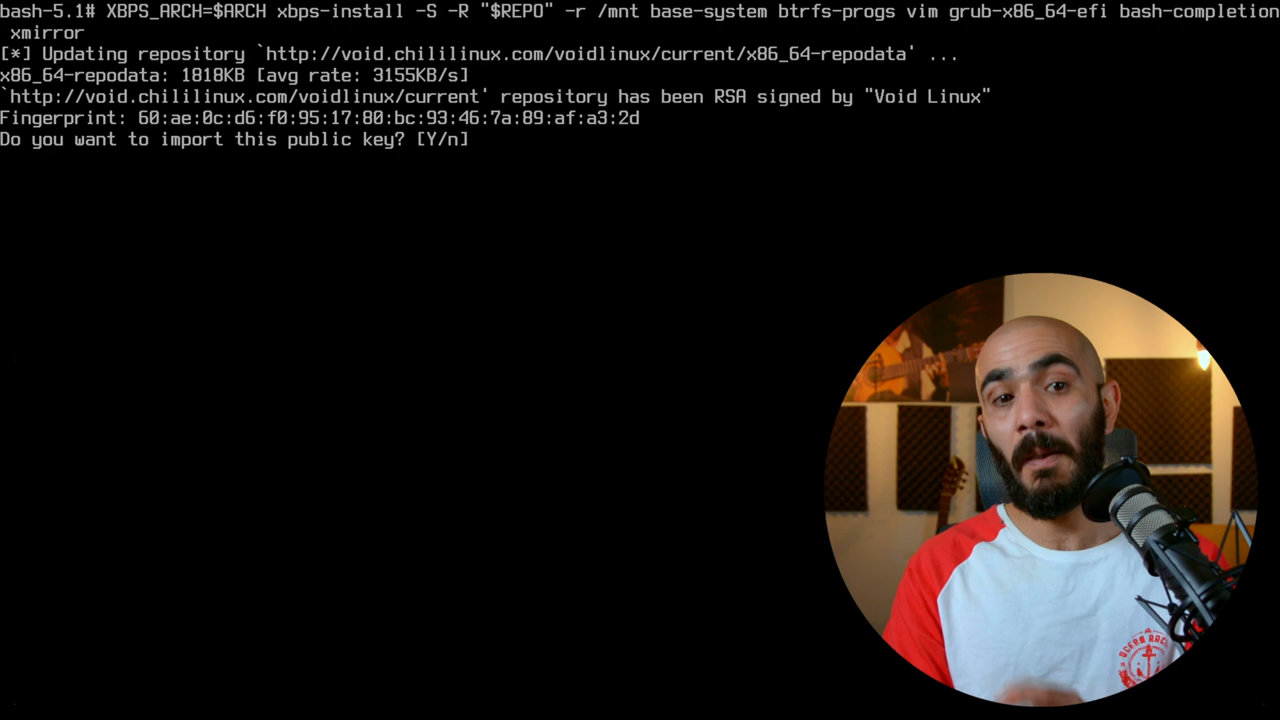 bash-5.1# XBPS_ARCH=$ARCH xbps-install -S -R "$REPO" -r /mnt base-system btrfs-progs vim grub-x86_64-efi bash-completion
 xmirror
[*] Updating repository `http://void.chililinux.com/voidlinux/current/x86_64-repodata' ...
x86_64-repodata: 1818KB [avg rate: 3155KB/s]
`http://void.chililinux.com/voidlinux/current' repository has been RSA signed by "Void Linux"
Fingerprint: 60:ae:0c:d6:f0:95:17:80:bc:93:46:7a:89:af:a3:2d
Do you want to import this public key? [Y/n]